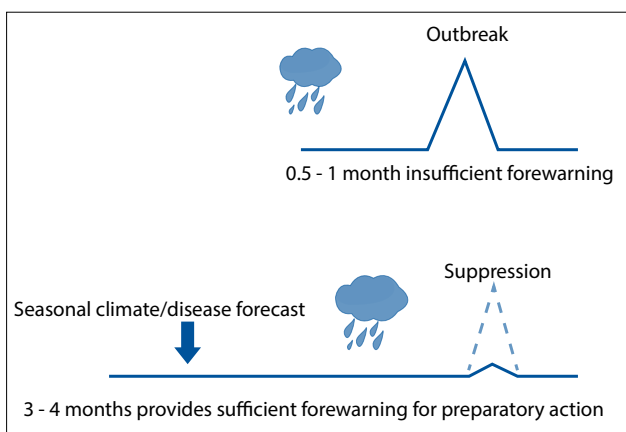 Outbreak
0.5 - 1 month insufficient forewarning
Suppression
Seasonal climate/disease forecast
3 - 4 months provides sufficient forewarning for preparatory action